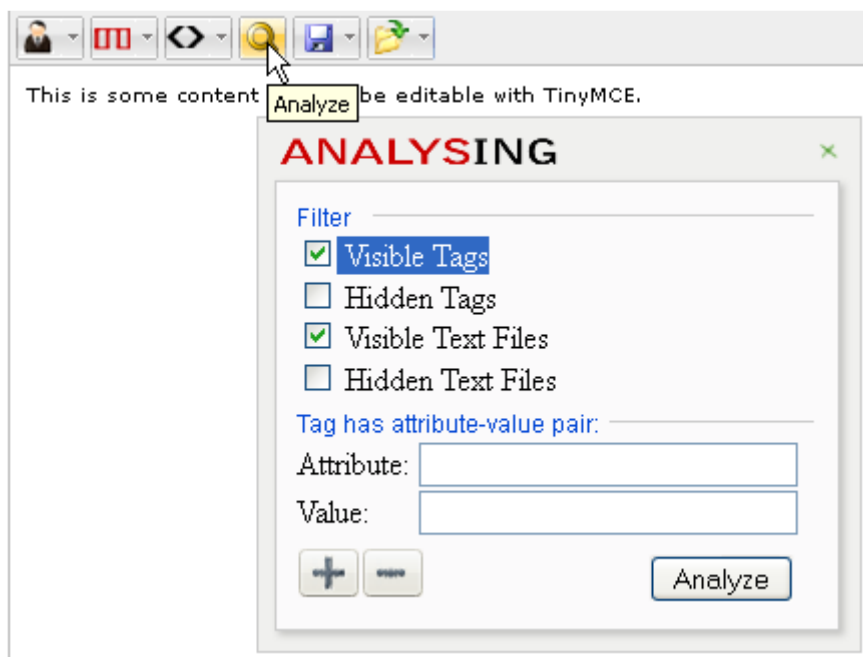 This is some content be editable with TinyMCE.
Analyze
ANALYSING
Filter
Visible Tags
Hidden Tags
Visible Text Files
Hidden Text Files
Tag has attribute-value pair:
Attribute:
Value:
Analyze